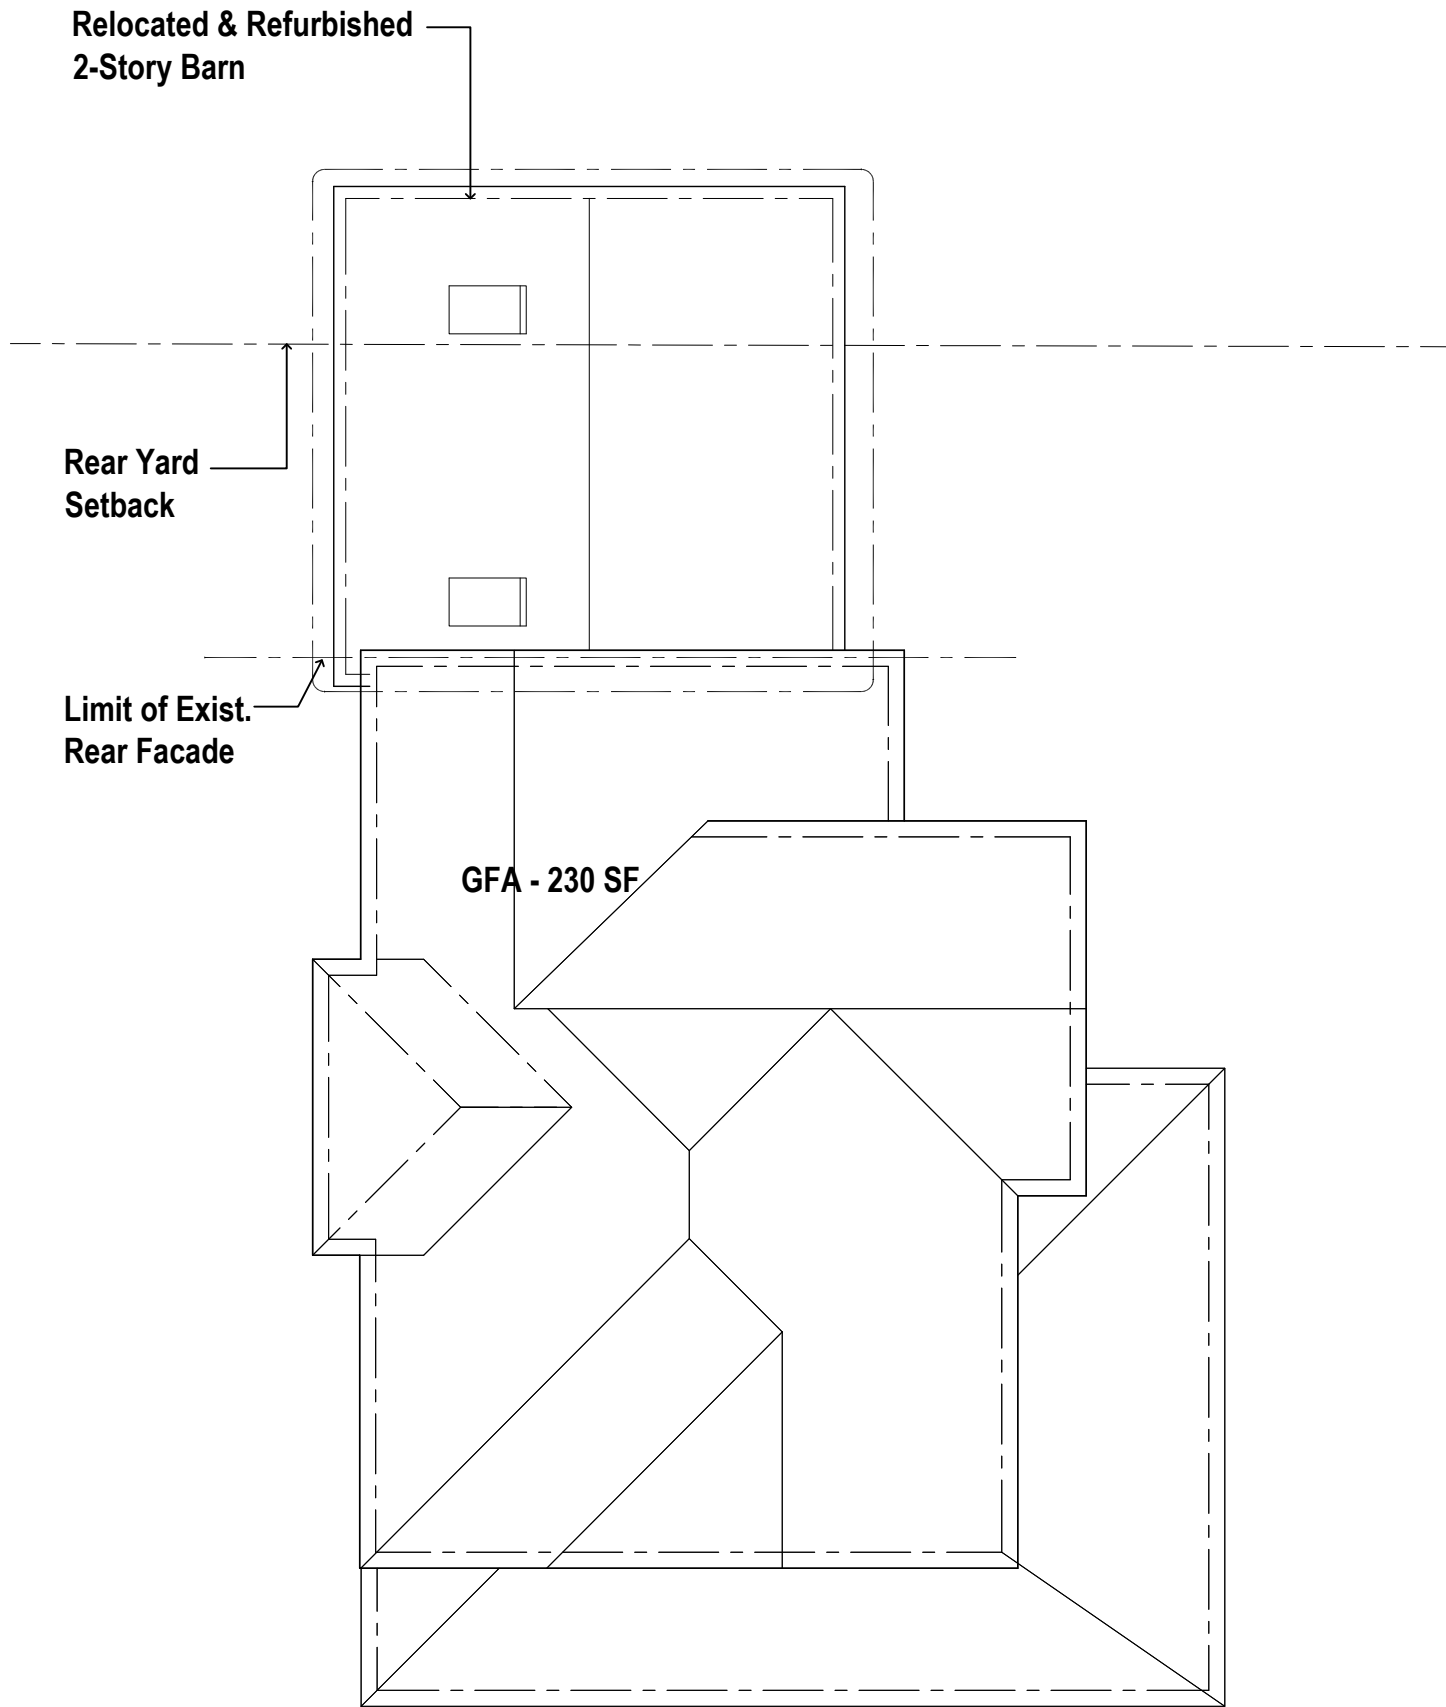 Relocated & Refurbished
2-Story Barn
Rear Yard
Setback
Limit of Exist.
Rear Facade
GFA - 230 SF